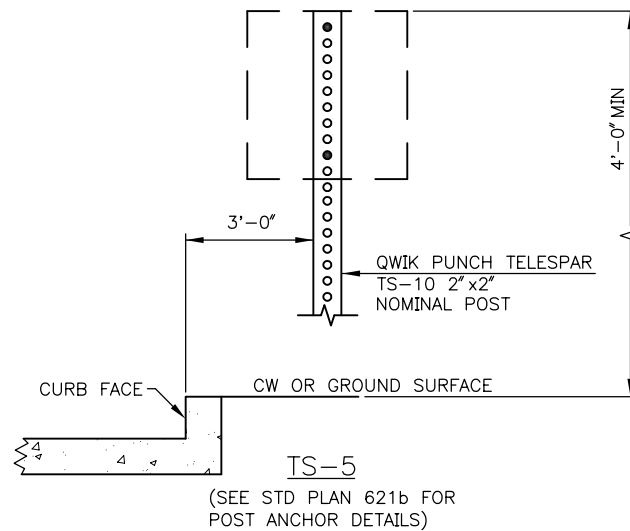 4'-0" MIN
3'-0"
QWIK PUNCH TELESPAR
TS-10 2"x2"
NOMINAL POST
CURB FACE
CW OR GROUND SURFACE
TS-5
(SEE STD PLAN 621b FOR
POST ANCHOR DETAILS)